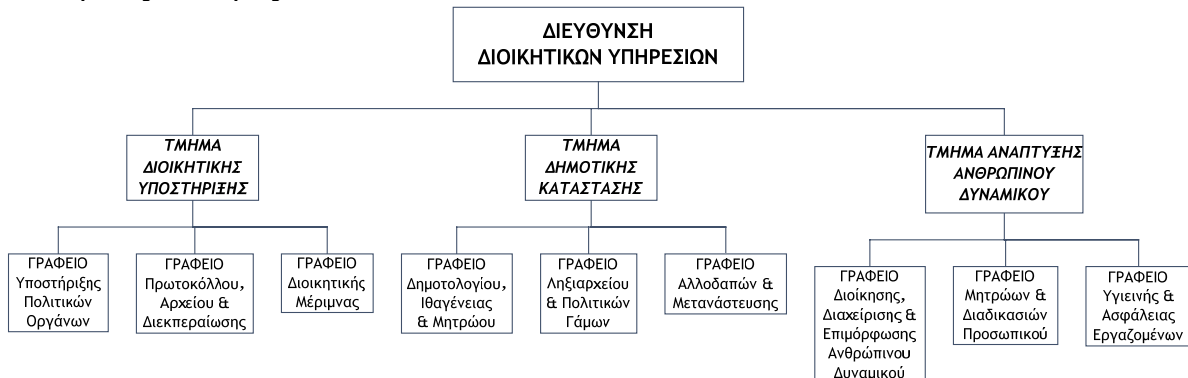 ΔΙΕΥΘΥΝΣΗ
ΔΙΟΙΚΗΤΙΚΩΝ ΥΠΗΡΕΣΙΩΝ
ΤΜΗΜΑ
ΔΙΟΙΚΗΤΙΚΗΣ
ΥΠΟΣΤΗΡΙΞΗΣ
ΤΜΗΜΑ
ΔΗΜΟΤΙΚΗΣ
ΚΑΤΑΣΤΑΣΗΣ
ΤΜΗΜΑ ΑΝΑΠΤΥΞΗΣ
ΑΝΘΡΩΠΙΝΟΥ
ΔΥΝΑΜΙΚΟΥ
ΓΡΑΦΕΙΟ
Υποστήριξης
Πολιτικών
Οργάνων
ΓΡΑΦΕΙΟ
Πρωτοκόλλου,
Αρχείου &
Διεκπεραίωσης
ΓΡΑΦΕΙΟ
Διοικητικής
Μέριμνας
ΓΡΑΦΕΙΟ
Δημοτολογίου,
Ιθαγένειας
& Μητρώου
ΓΡΑΦΕΙΟ
Ληξιαρχείου
& Πολιτικών
Γάμων
ΓΡΑΦΕΙΟ
Αλλοδαπών &
Μετανάστευσης
ΓΡΑΦΕΙΟ
Διοίκησης,
Διαχείρισης &
Επιμόρφωσης
Ανθρώπινου
Δυναμικού
ΓΡΑΦΕΙΟ
Μητρώων &
Διαδικασιών
Προσωπικού
ΓΡΑΦΕΙΟ
Υγιεινής &
Ασφάλειας
Εργαζομένων